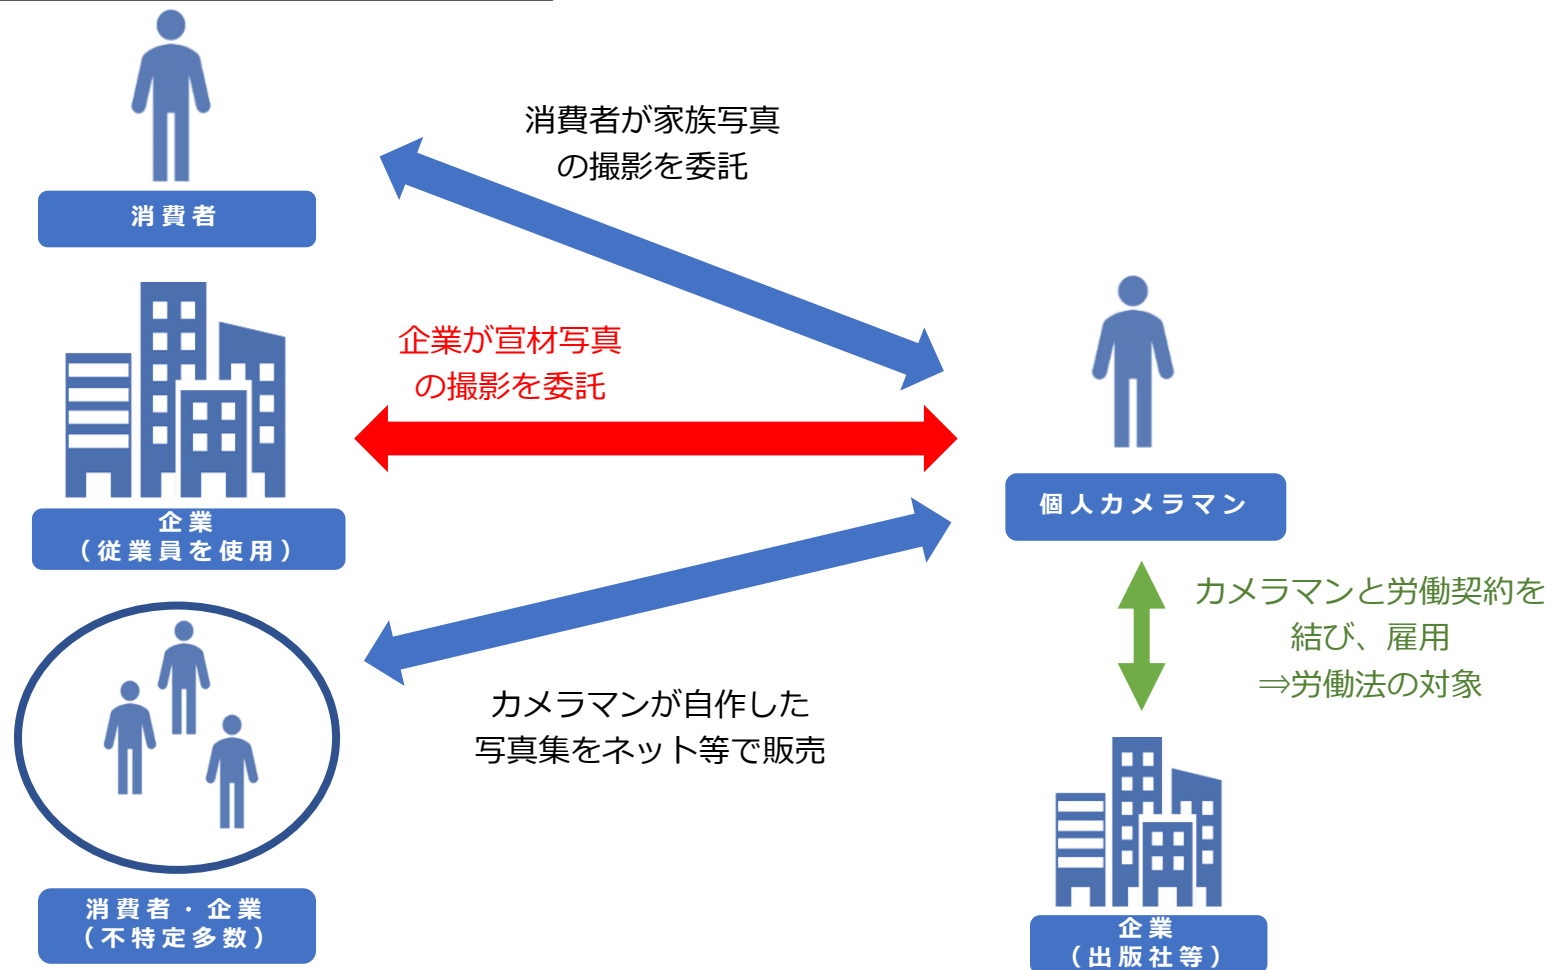 消費者が家族写真
の撮影を委託
消費者
企業が宣材写真
の撮影を委託
個人カメラマン
企業
（従業員を使用）
カメラマンと労働契約を
結び、雇用
⇒労働法の対象
カメラマンが自作した
写真集をネット等で販売
消費者・企業
（不特定多数）
企業
（出版社等）